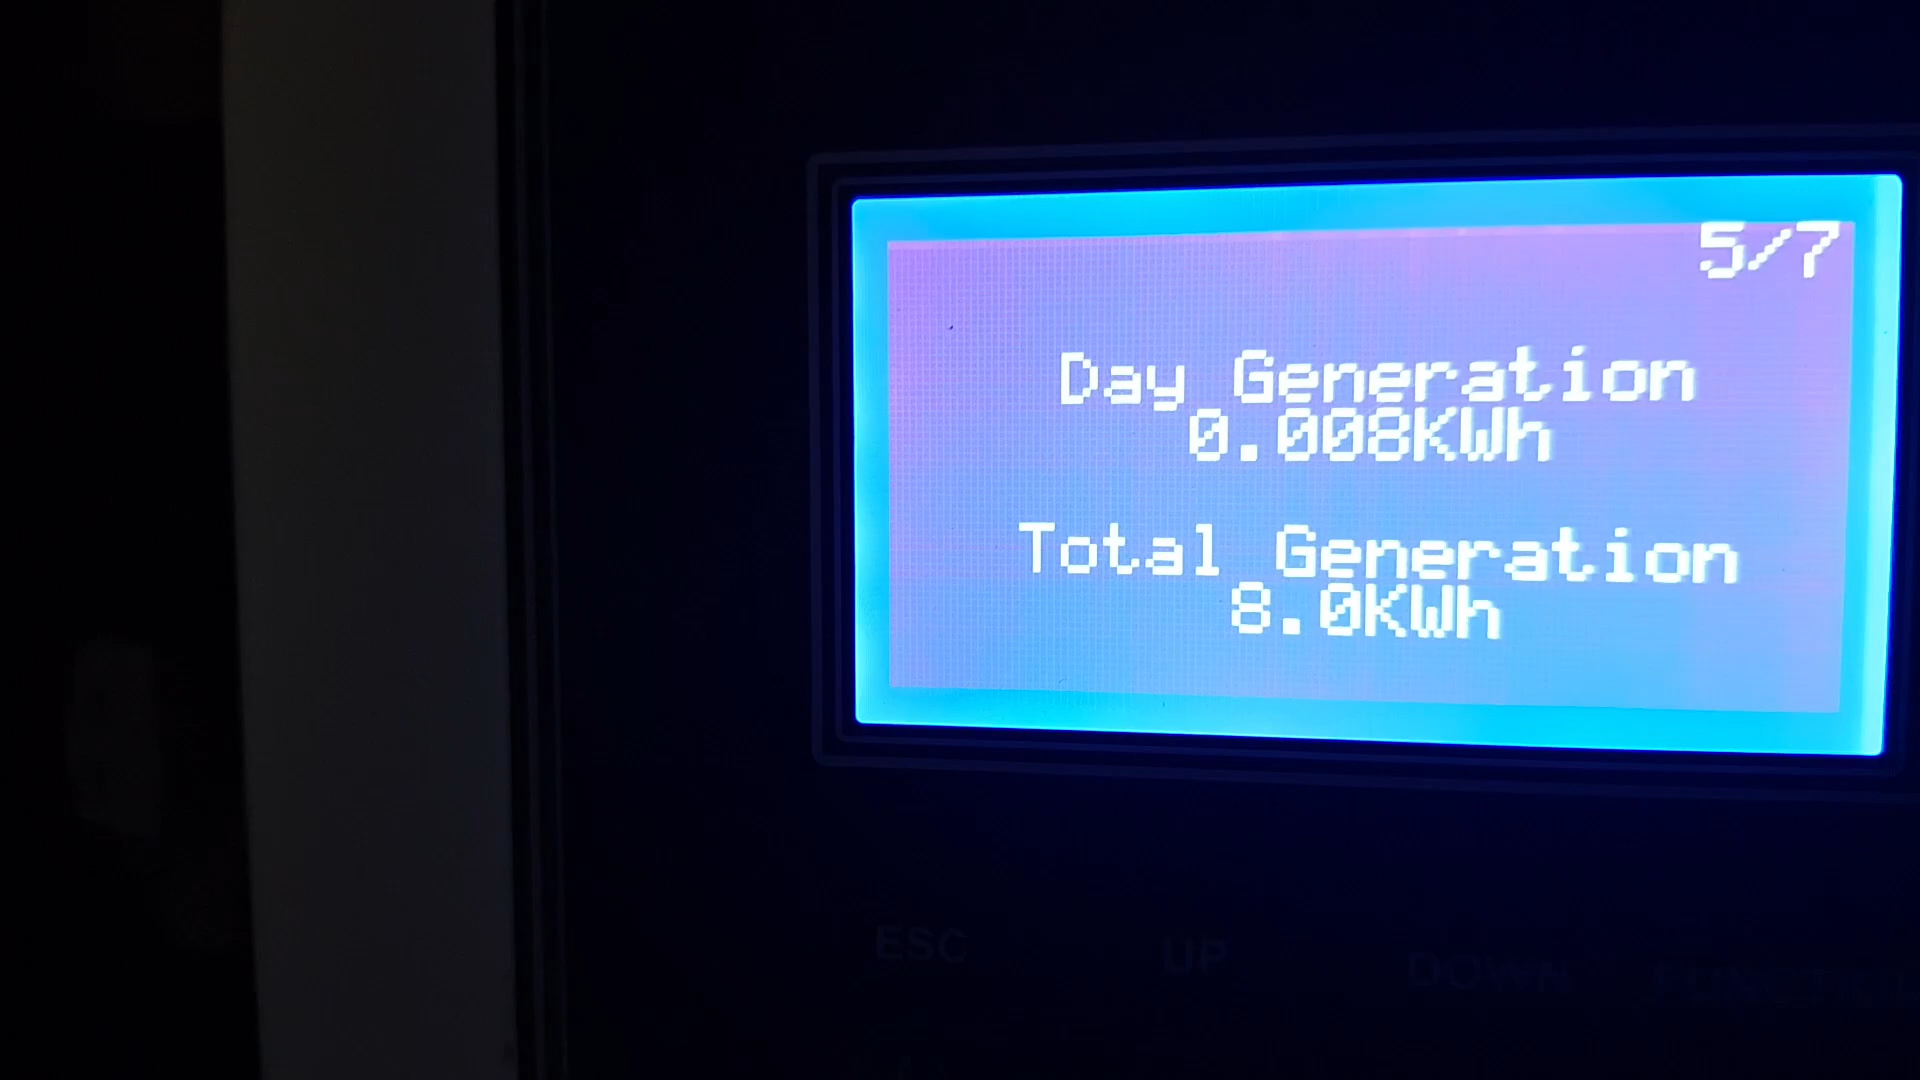 5/7
Day Generation
0.008KWh
Total Generation
8.0KWh
ESC UP DOWN